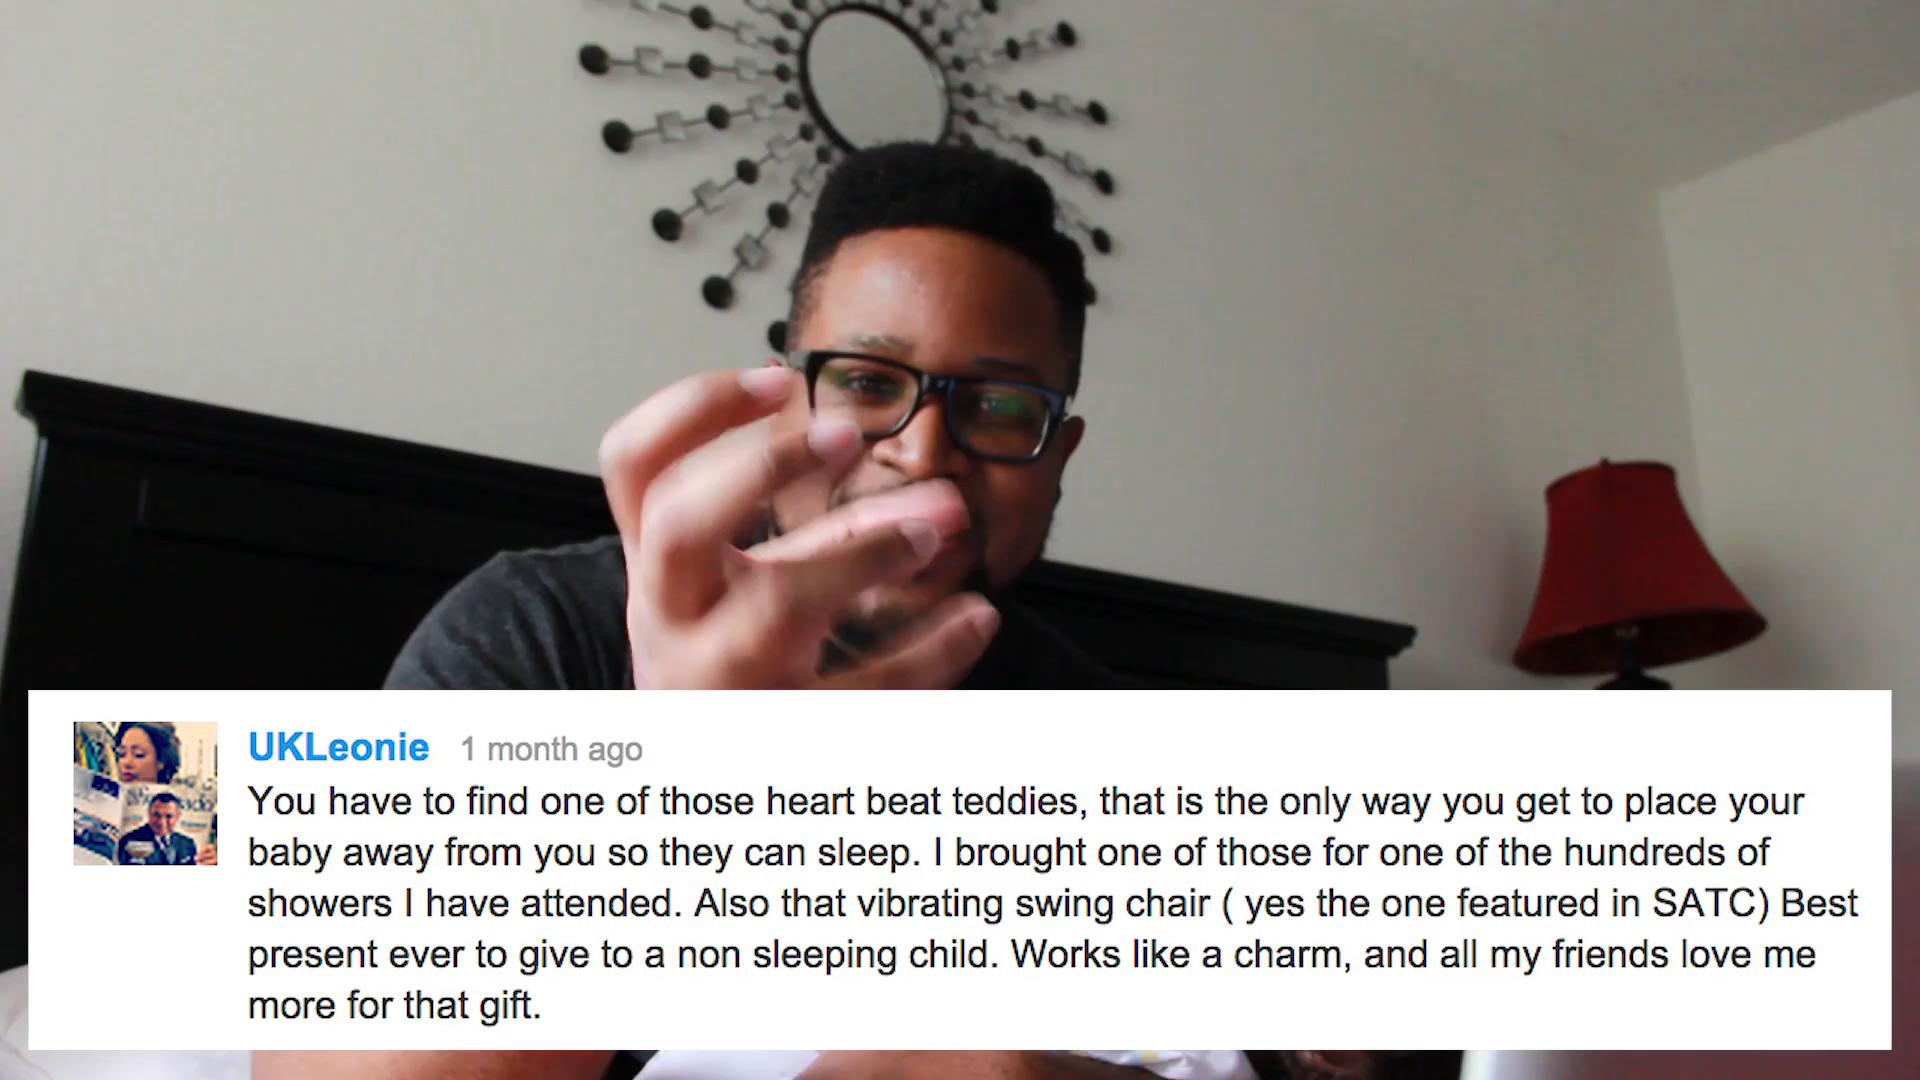 UKLeonie 1 month ago
You have to find one of those heart beat teddies, that is the only way you get to place your
baby away from you so they can sleep. I brought one of those for one of the hundreds of
showers I have attended. Also that vibrating swing chair ( yes the one featured in SATC) Best
present ever to give to a non sleeping child. Works like a charm, and all my friends love me
more for that gift.